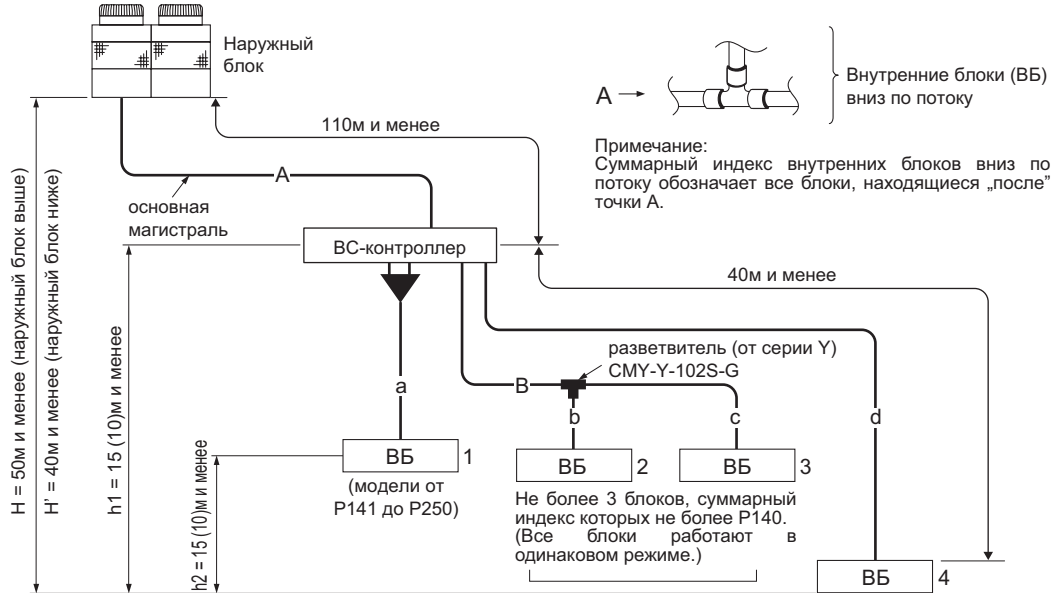 Наружный
блок
А
Внутренние блоки (ВБ)
вниз по потоку
110м и менее
Примечание:
Суммарный индекс внутренних блоков вниз по
потоку обозначает все блоки, находящиеся „после”
точки А.
А
основная
магистраль
ВС-контроллер
40м и менее
H = 50м и менее (наружный блок выше)
H' = 40м и менее (наружный блок ниже)
h1 = 15 (10)м и менее
h2 = 15 (10)м и менее
разветвитель (от серии Y)
CMY-Y-102S-G
a
B
b
c
d
ВБ
1
(модели от
Р141 до Р250)
ВБ
2
ВБ
3
Не более 3 блоков, суммарный
индекс которых не более Р140.
(Все блоки работают в
одинаковом режиме.)
ВБ
4